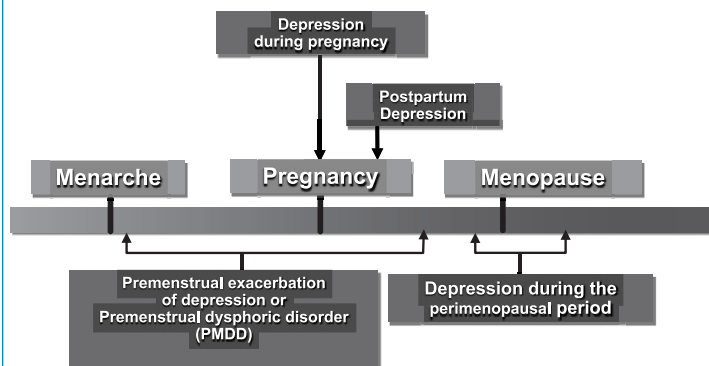 Depression
during pregnancy
Postpartum
Depression
Menarche
Pregnancy
Menopause
Premenstrual exacerbation
of depression or
Premenstrual dysphoric disorder
(PMDD)
Depression during the
perimenopausal period